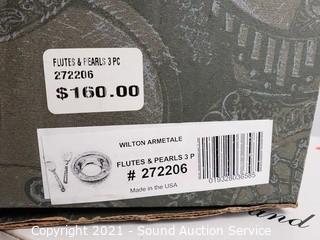 FLUTES & PEARLS 3 PC
272206
$160.00
WILTON ARMETALE
FLUTES & PEARLS 3 P
# 272206
Made in the USA
and
Copyright 2021 - Sound Auction Service